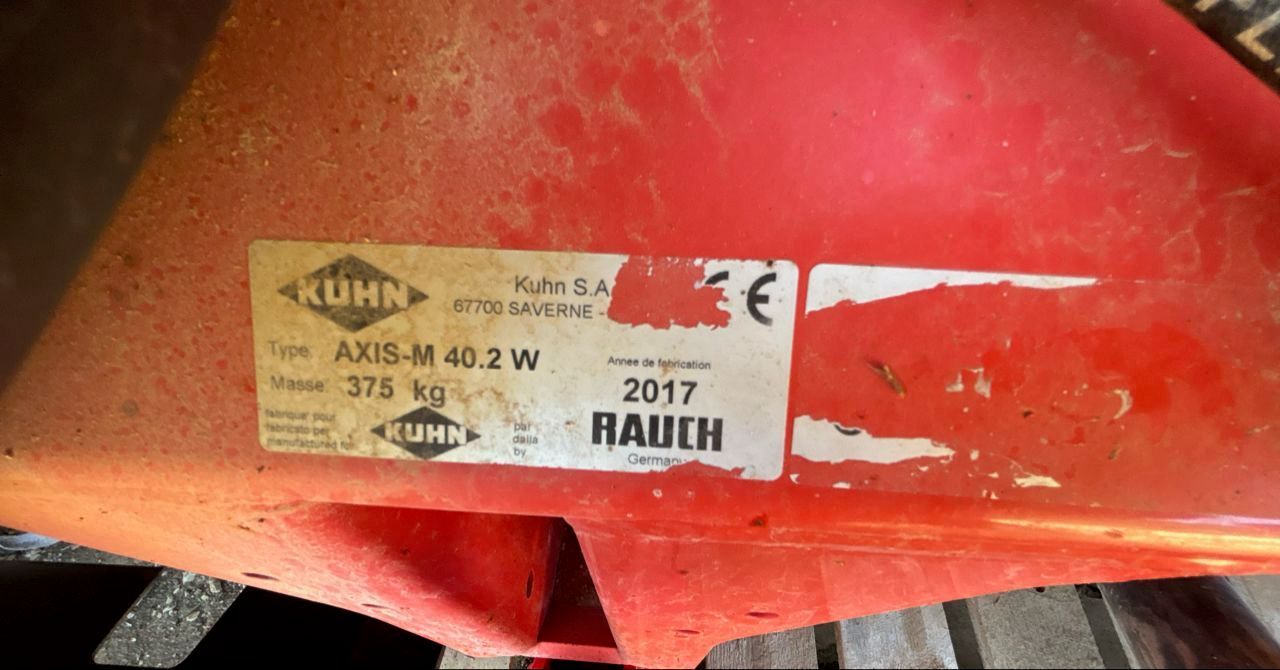 KUHN
Kuhn S.A
67700 SAVERNE -
CE
Type: AXIS-M 40.2 W
Masse: 375 kg
Annee de fabrication
2017
fabrique' pour
fabricato per
manufactured for
KUHN
par
dalla
by
RAUCH
Germany